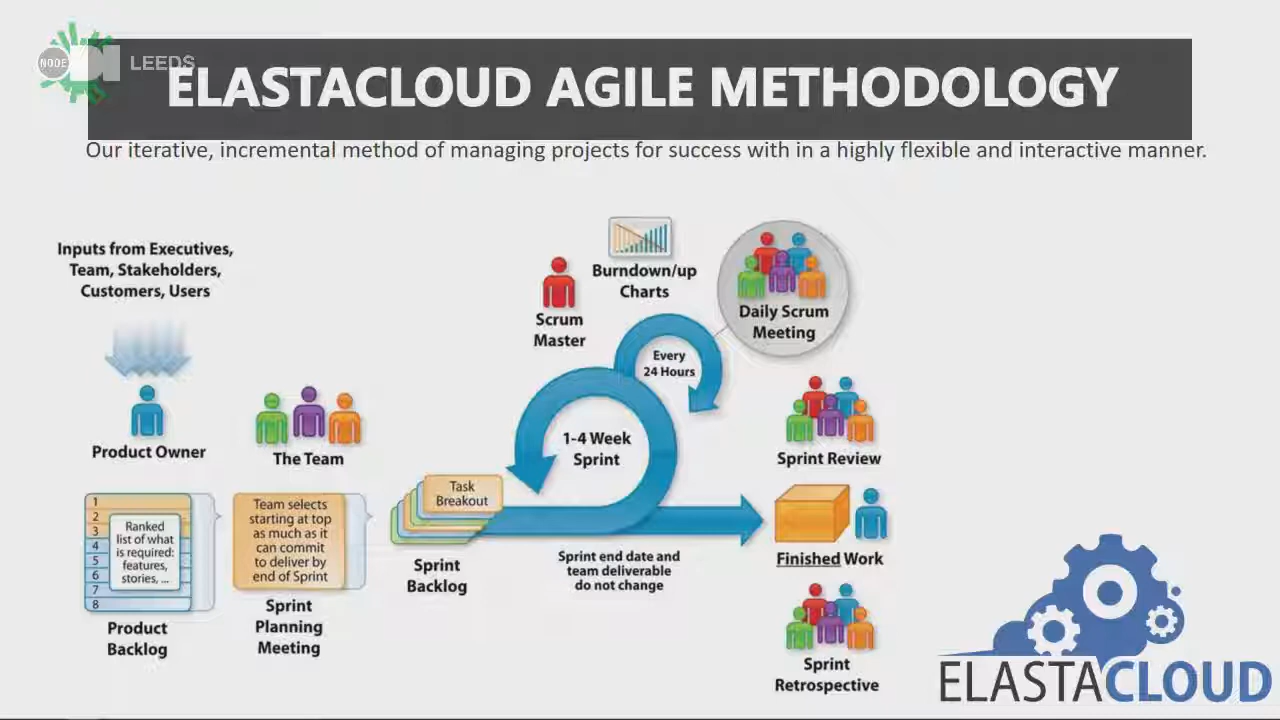 NODE
LEEDS
ELASTACLOUD AGILE METHODOLOGY
Our iterative, incremental method of managing projects for success with in a highly flexible and interactive manner.
Inputs from Executives,
Team, Stakeholders,
Customers, Users
Product Owner
The Team
1
2
3
4
5
6
7
8
Ranked
list of what
is required:
features,
stories, ...
Product
Backlog
Team selects
starting at top
as much as it
can commit
to deliver by
end of Sprint
Sprint
Planning
Meeting
Task
Breakout
Sprint
Backlog
Scrum
Master
Burndown/up
Charts
Daily Scrum
Meeting
Every
24 Hours
1-4 Week
Sprint
Sprint end date and
team deliverable
do not change
Sprint Review
Finished Work
Sprint
Retrospective
ELASTACLOUD